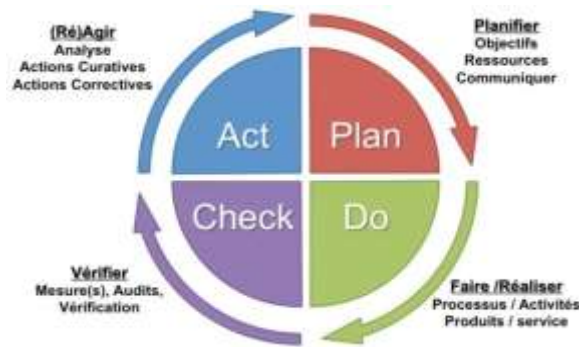 (Ré)Agir
Analyse
Actions Curatives
Actions Correctives
Planifier
Objectifs
Ressources
Communiquer
Act
Plan
Check
Do
Vérifier
Mesure(s), Audits,
Vérification
Faire /Réaliser
Processus / Activités
Produits / service